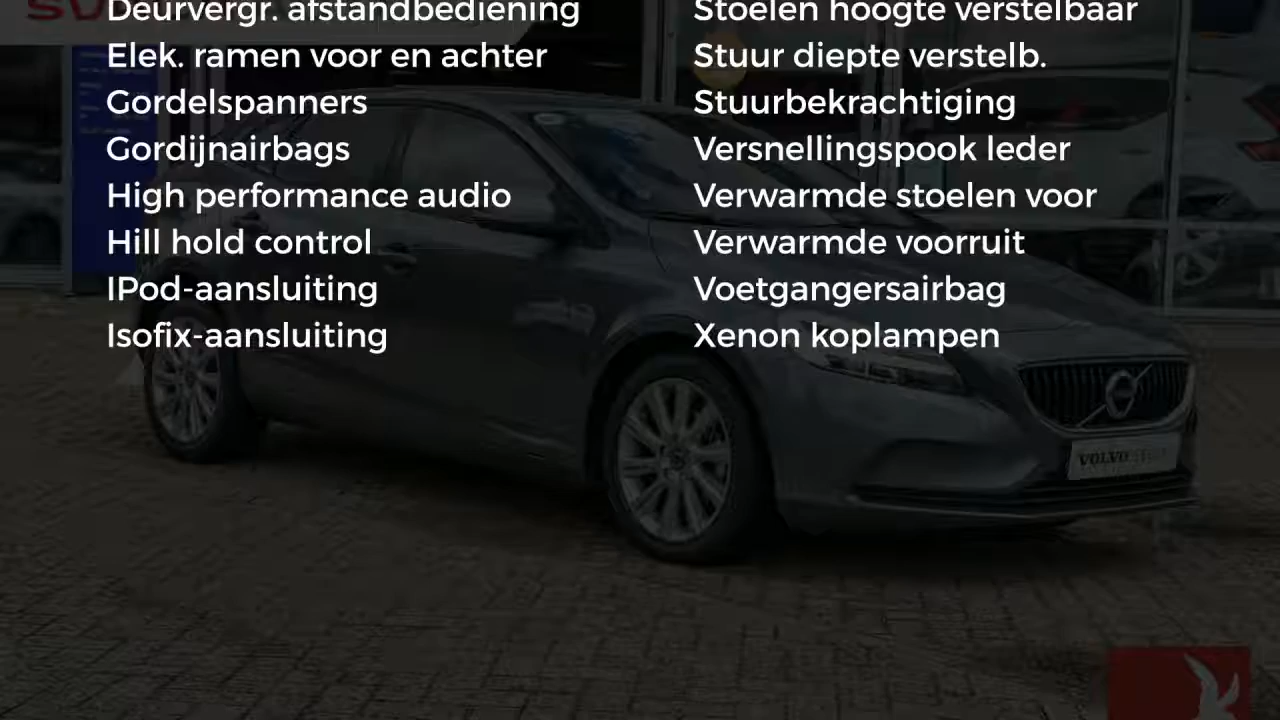 Deurvergr. afstandbediening
Elek. ramen voor en achter
Gordelspanners
Gordijnairbags
High performance audio
Hill hold control
IPod-aansluiting
Isofix-aansluiting
Stoelen hoogte verstelbaar
Stuur diepte verstelb.
Stuurbekrachtiging
Versnellingspook leder
Verwarmde stoelen voor
Verwarmde voorruit
Voetgangersairbag
Xenon koplampen
VOLVO